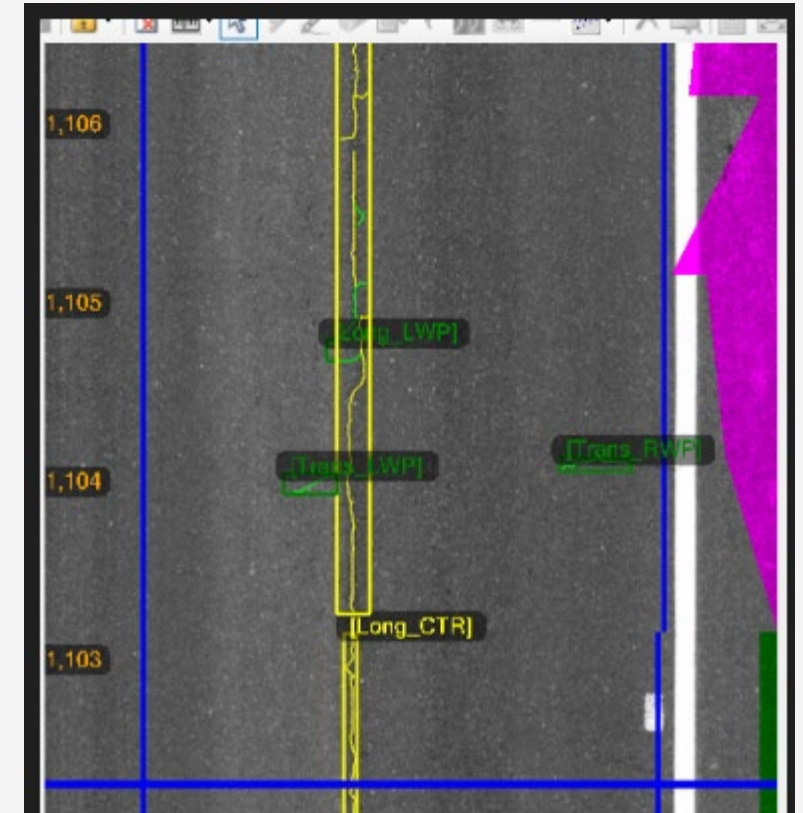 1,106
1,105
[Long_LWP]
[Trans_RWP]
[Trans_LWP]
1,104
[Long_CTR]
1,103